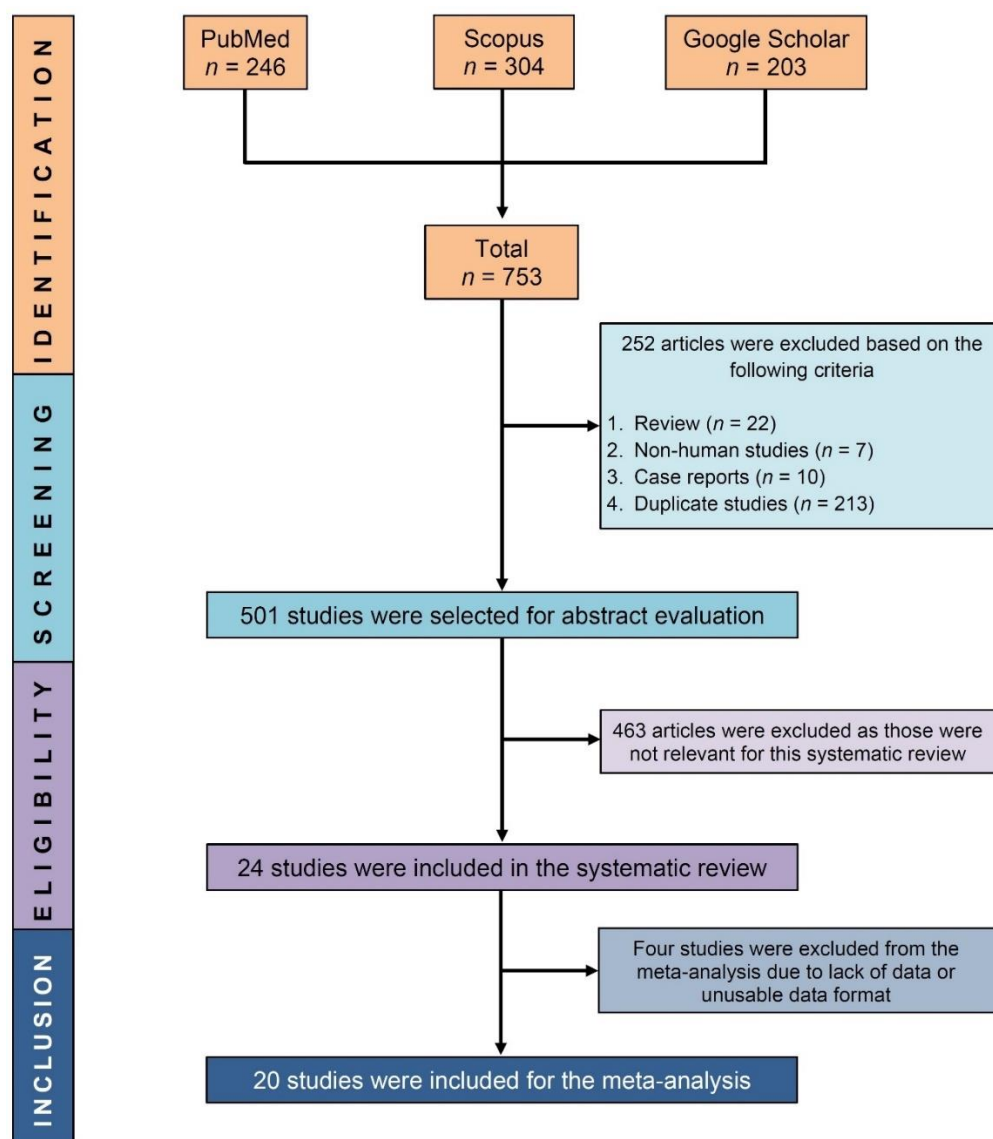 IDENTIFICATION
PubMed
n = 246
Scopus
n = 304
Google Scholar
n = 203
Total
n = 753
252 articles were excluded based on the
following criteria
1. Review (n = 22)
2. Non-human studies (n = 7)
3. Case reports (n = 10)
4. Duplicate studies (n = 213)
SCREENING
501 studies were selected for abstract evaluation
ELIGIBILITY
463 articles were excluded as those were
not relevant for this systematic review
24 studies were included in the systematic review
INCLUSION
Four studies were excluded from the
meta-analysis due to lack of data or
unusable data format
20 studies were included for the meta-analysis